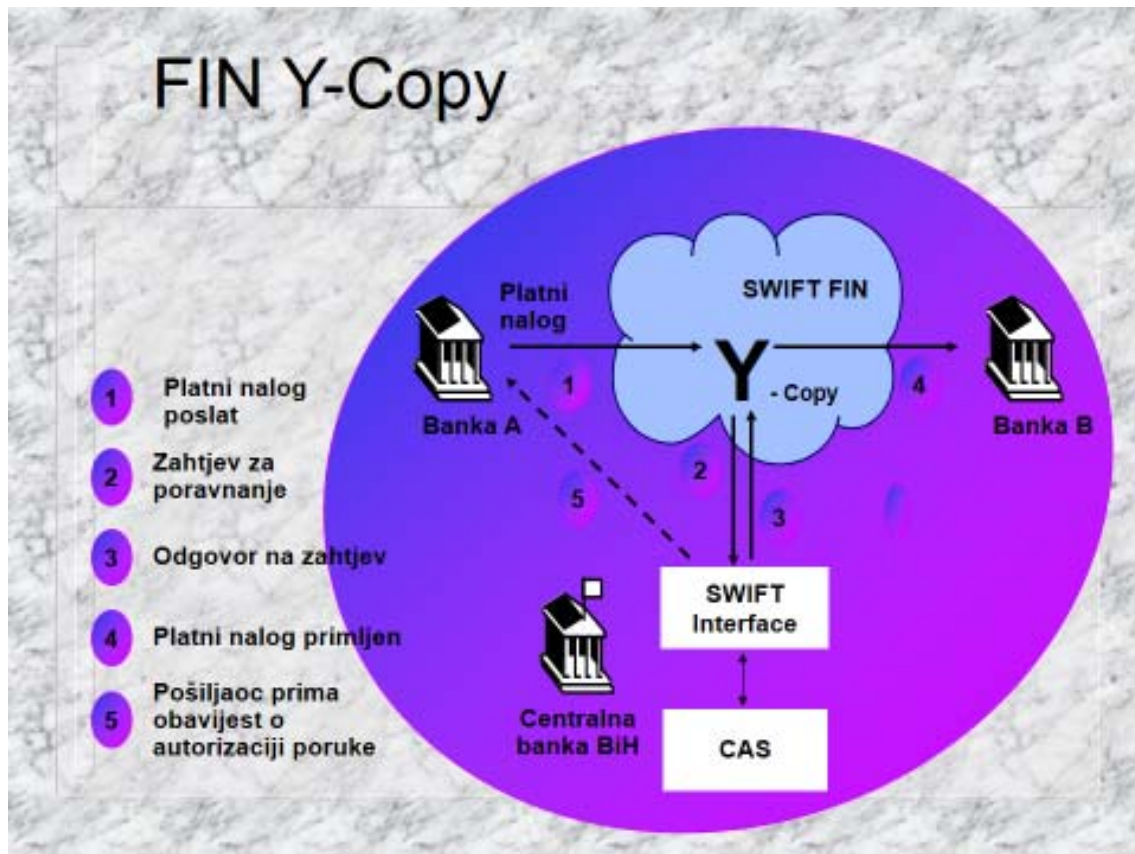 FIN Y-Copy
1
Platni nalog
poslat
2
Zahtjev za
poravnanje
3
Odgovor na zahtjev
4
Platni nalog primljen
5
Pošiljaoc prima
obavijest o
autorizaciji poruke
Platni
nalog
SWIFT FIN
Y
- Copy
1
4
Banka A
Banka B
2
5
3
SWIFT
Interface
Centralna
banka BiH
CAS